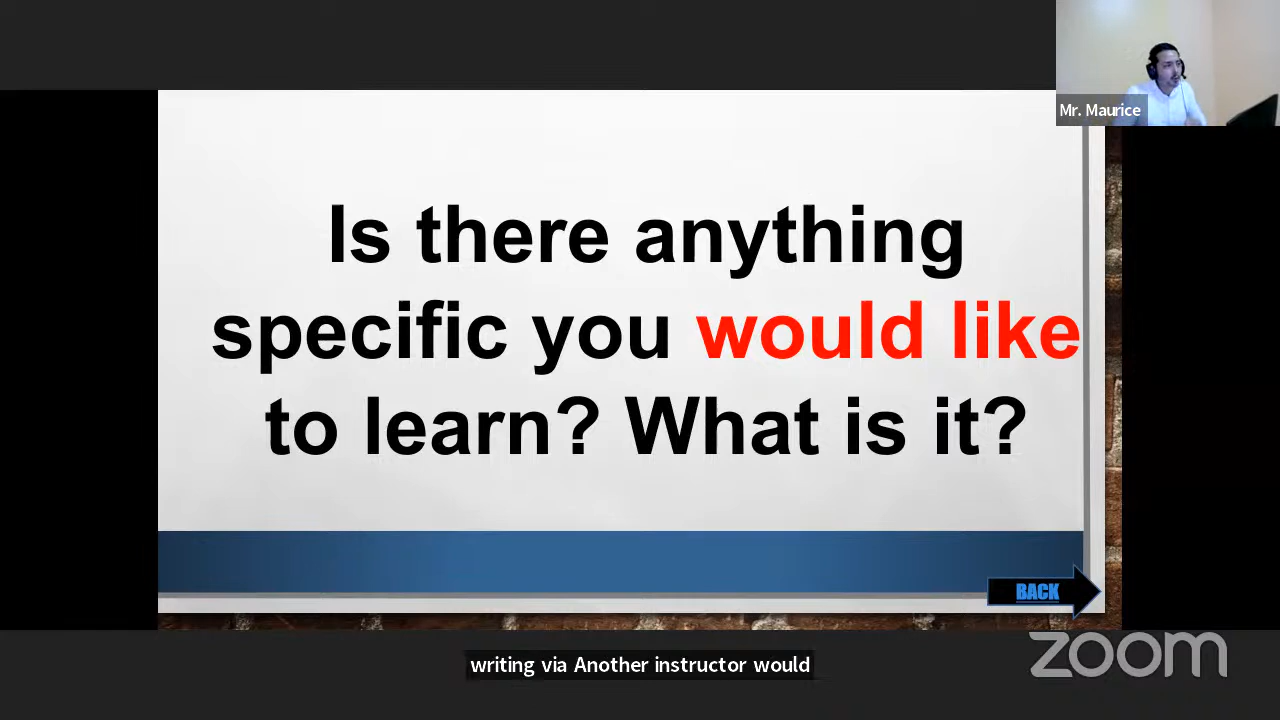 Mr. Maurice
Is there anything
specific you would like
to learn? What is it?
BACK
zoom
writing via Another instructor would